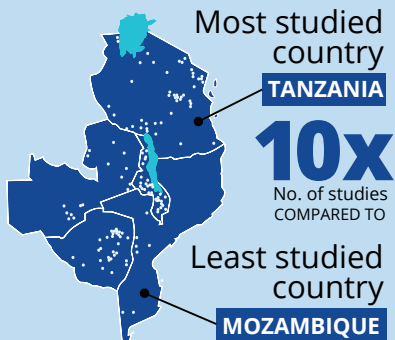 Most studied
country
TANZANIA
10x
No. of studies
COMPARED TO
Least studied
country
MOZAMBIQUE